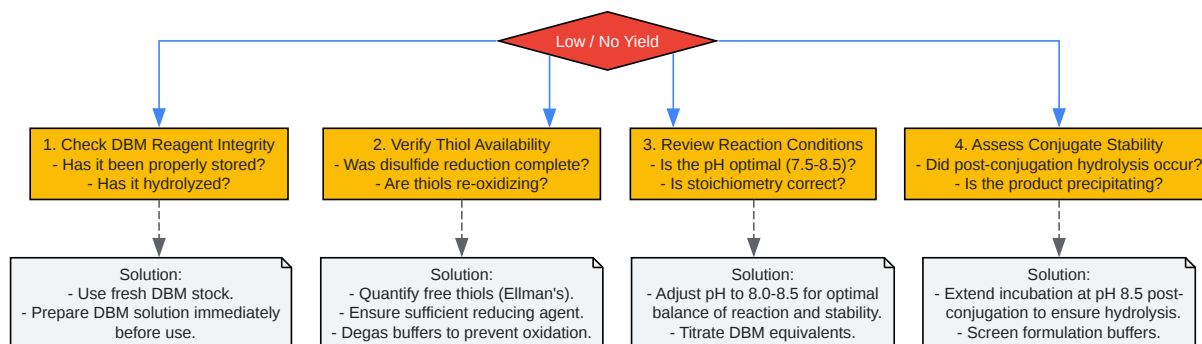 Low / No Yield
1. Check DBM Reagent Integrity
- Has it been properly stored?
- Has it hydrolyzed?
2. Verify Thiol Availability
- Was disulfide reduction complete?
- Are thiols re-oxidizing?
3. Review Reaction Conditions
- Is the pH optimal (7.5-8.5)?
- Is stoichiometry correct?
4. Assess Conjugate Stability
- Did post-conjugation hydrolysis occur?
- Is the product precipitating?
Solution:
- Use fresh DBM stock.
- Prepare DBM solution immediately
before use.
Solution:
- Quantify free thiols (Ellman's).
- Ensure sufficient reducing agent.
- Degas buffers to prevent oxidation.
Solution:
- Adjust pH to 8.0-8.5 for optimal
balance of reaction and stability.
- Titrate DBM equivalents.
Solution:
- Extend incubation at pH 8.5 post-
conjugation to ensure hydrolysis.
- Screen formulation buffers.